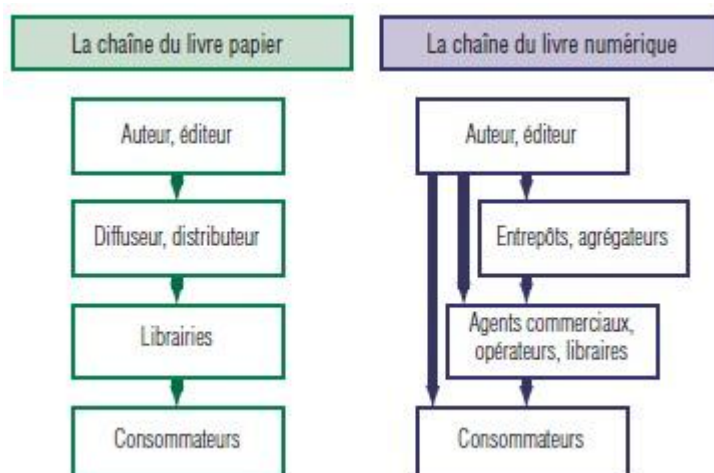 La chaîne du livre papier
Auteur, éditeur
Diffuseur, distributeur
Librairies
Consommateurs
La chaîne du livre numérique
Auteur, éditeur
Entrepôts, agrégateurs
Agents commerciaux,
opérateurs, libraires
Consommateurs